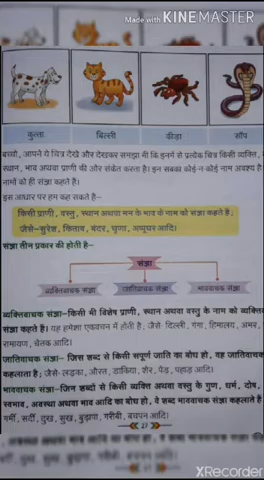 Made with KINEMASTER
कुत्ता बिल्ली कीड़ा साँप
बच्चो, आपने ये चित्र देखे और देखकर समझा भी कि इनमें से प्रत्येक चित्र किसी व्यक्ति,
स्थान, भाव अथवा प्राणी की ओर संकेत करता है। इन सबका कोई-न-कोई नाम अवश्य है
नामों को ही संज्ञा कहते है।
इस आधार पर हम कह सकते है–
किसी प्राणी, वस्तु, स्थान अथवा मन के भाव के नाम को संज्ञा कहते है,
जैसे– सुरेश, किताब, बंदर, घृणा, आदि।
संज्ञा तीन प्रकार की होती है–
संज्ञा
व्यक्तिवाचक संज्ञा जातिवाचक संज्ञा भाववाचक संज्ञा
व्यक्तिवाचक संज्ञा– किसी भी विशेष प्राणी, स्थान अथवा वस्तु के नाम को व्यक्ति
संज्ञा कहते है। यह हमेशा एकवचन में होती है, जैसे– दिल्ली, गंगा, हिमालय, अमर,
रामायण, चेतक आदि।
जातिवाचक संज्ञा– जिस शब्द से किसी संपूर्ण जाति का बोध हो, वह जातिवाचक
कहलाता है; जैसे– लड़का, औरत, डाकिया, शेर, पेड़, पहाड़ आदि।
भाववाचक संज्ञा– जिन शब्दों से किसी व्यक्ति अथवा वस्तु के गुण, धर्म, दोष,
स्वभाव, अवस्था अथवा भाव आदि का बोध हो, वे शब्द भाववाचक संज्ञा कहलाते है
गर्मी, सर्दी, दुख, सुख, बुढ़ापा, गरीबी, बचपन आदि।
27
XRecorder